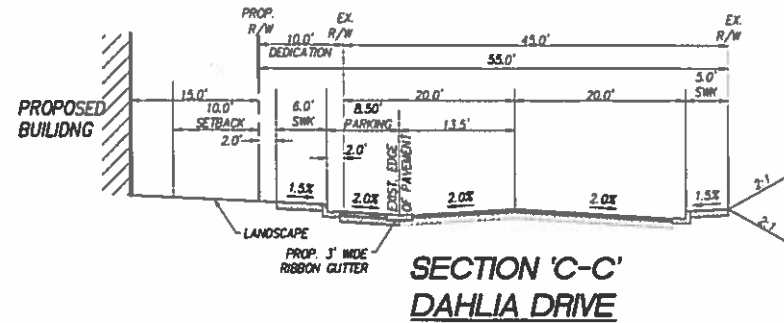 PROP.
R/W
EX.
R/W
EX.
R/W
10.0'
DEDICATION
45.0'
55.0'
5.0'
SWK
15.0'
10.0'
SETBACK
2.0'
6.0'
SWK
8.50'
PARKING
2.0'
20.0'
13.5'
20.0'
PROPOSED
BUILIDNG
EXIST. EDGE
OF PAVEMENT
1.5%
2.0%
2.0%
2.0%
1.5%
2:1
2:1
LANDSCAPE
PROP. 3' WIDE
RIBBON GUTTER
SECTION 'C-C'
DAHLIA DRIVE